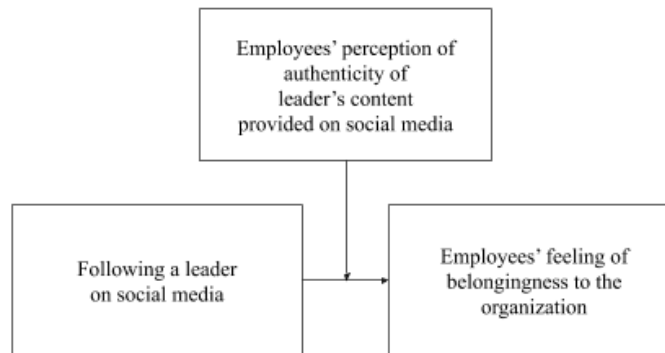 Employees’ perception of
authenticity of
leader’s content
provided on social media
Following a leader
on social media
Employees’ feeling of
belongingness to the
organization